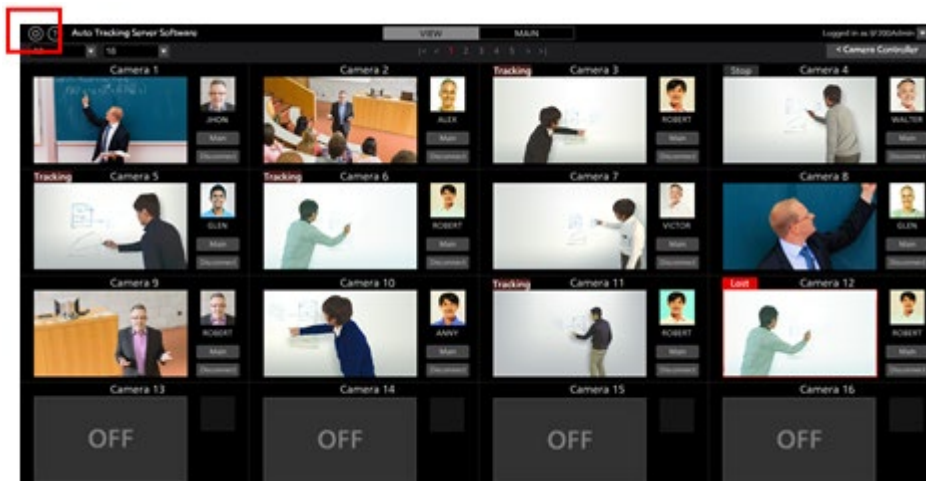 Auto Tracking Server Software VIEW MAIN Logged in as
All 16 |< < 1 2 3 4 5 > >| < Camera Controller
Camera 1 Camera 2 Tracking Camera 3 Stop Camera 4
JHON ALEX ROBERT WALTER
Main Main Main Main
Disconnect Disconnect Disconnect Disconnect
Tracking Camera 5 Tracking Camera 6 Camera 7 Camera 8
GLEN ROBERT VICTOR GLEN
Main Main Main Main
Disconnect Disconnect Disconnect Disconnect
Camera 9 Camera 10 Tracking Camera 11 Lost Camera 12
ROBERT ANNY ROBERT ROBERT
Main Main Main Main
Disconnect Disconnect Disconnect Disconnect
Camera 13 Camera 14 Camera 15 Camera 16
OFF OFF OFF OFF